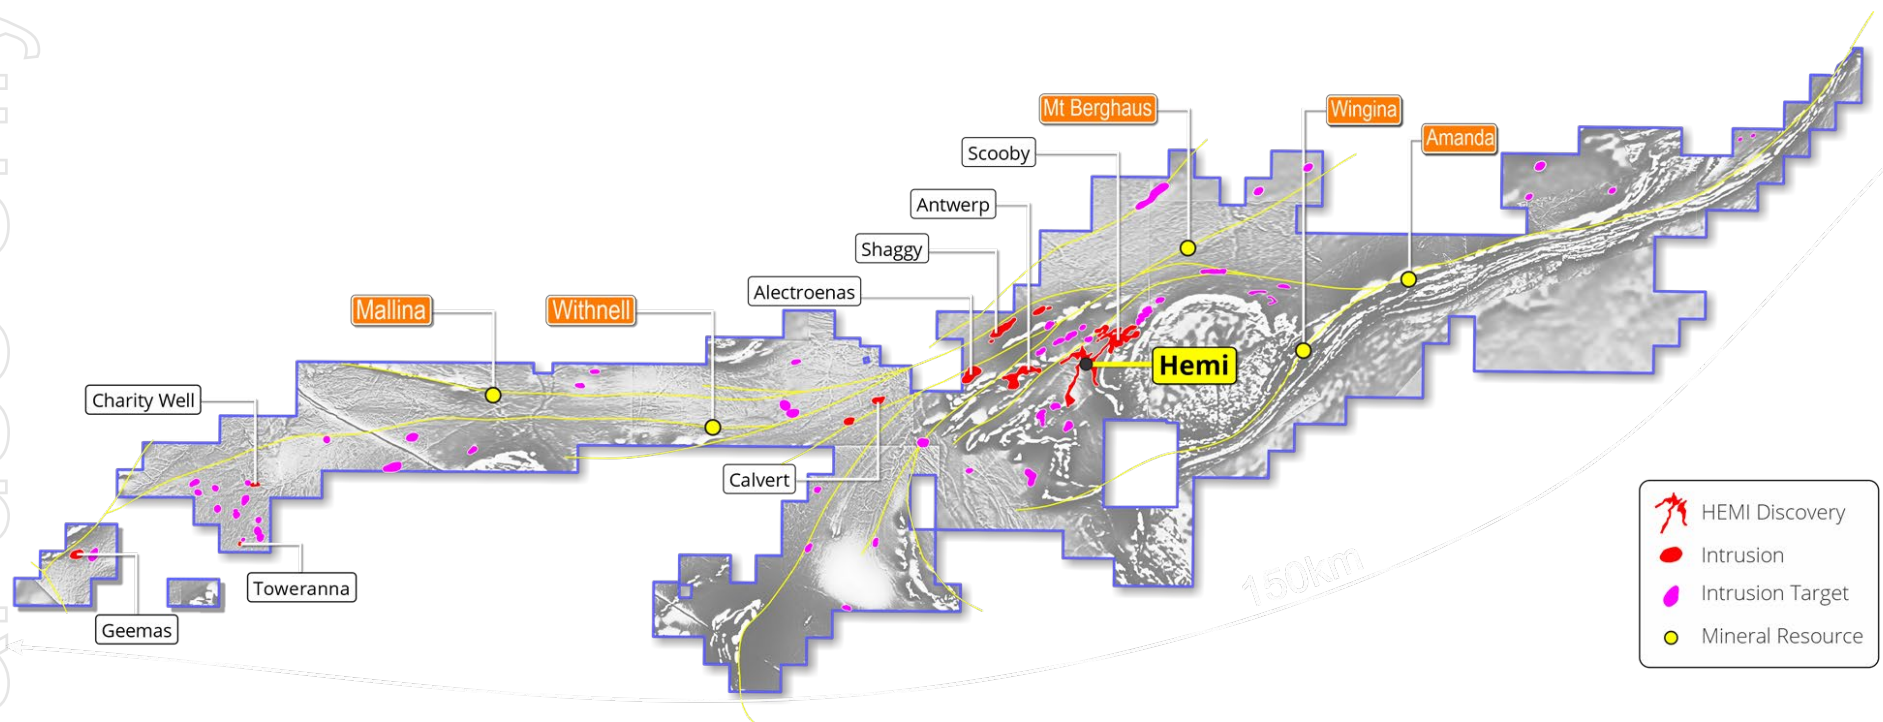 Mt Berghaus
Wingina
Amanda
Scooby
Antwerp
Shaggy
Alectroenas
Mallina
Withnell
Hemi
Charity Well
Calvert
Toweranna
Geemas
150km
HEMI Discovery
Intrusion
Intrusion Target
Mineral Resource